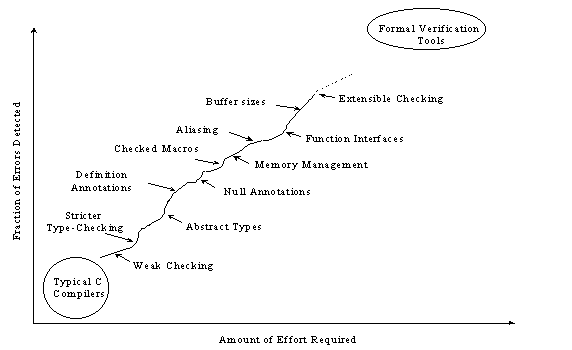 Formal Verification
Tools
Extensible Checking
Buffer sizes
Function Interfaces
Aliasing
Checked Macros
Memory Management
Definition
Annotations
Null Annotations
Stricter
Type-Checking
Abstract Types
Weak Checking
Typical C
Compilers
Fraction of Errors Detected
Amount of Effort Required